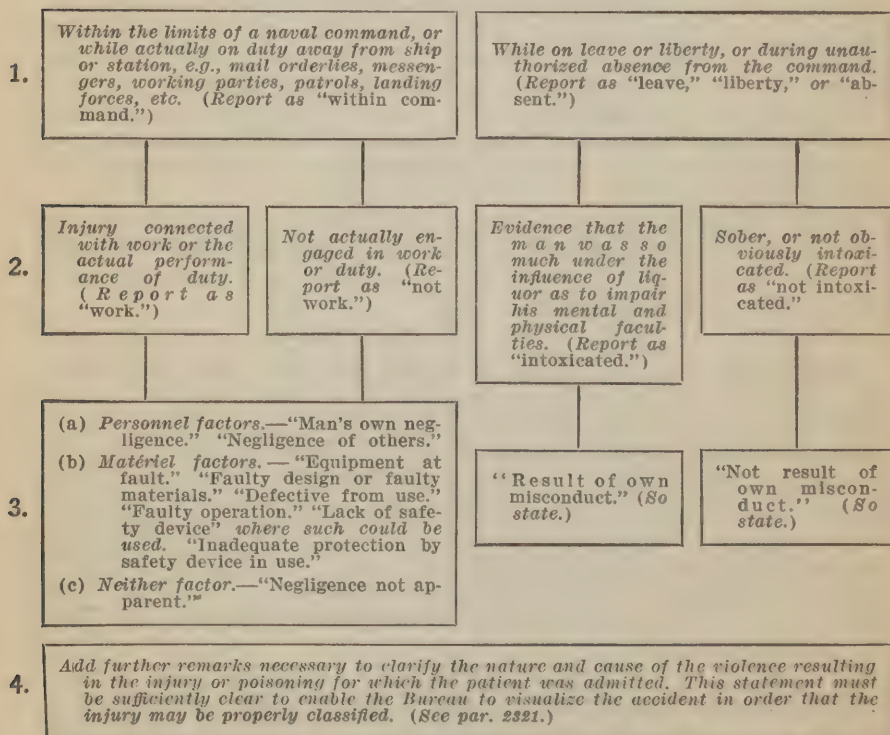 1.
Within the limits of a naval command, or
while actually on duty away from ship
or station, e.g., mail orderlies, messen-
gers, working parties, patrols, landing
forces, etc. (Report as "within com-
mand.")
While on leave or liberty, or during unau-
thorized absence from the command.
(Report as "leave," "liberty," or "ab-
sent.")
2.
Injury connected
with work or the
actual perform-
ance of duty.
(Report as
"work.")
Not actually en-
gaged in work
or duty. (Re-
port as "not
work.")
Evidence that the
man was so
much under the
influence of liq-
uor as to impair
his mental and
physical facul-
ties. (Report as
"intoxicated.")
Sober, or not ob-
viously intoxi-
cated. (Report
as "not intoxi-
cated."
3.
(a) Personnel factors.—"Man's own neg-
ligence." "Negligence of others."
(b) Matériel factors.—"Equipment at
fault." "Faulty design or faulty
materials." "Defective from use."
"Faulty operation." "Lack of safe-
ty device" where such could be
used. "Inadequate protection by
safety device in use."
(c) Neither factor.—"Negligence not ap-
parent."
"Result of own
misconduct." (So
state.)
"Not result of
own miscon-
duct." (So
state.)
4.
Add further remarks necessary to clarify the nature and cause of the violence resulting
in the injury or poisoning for which the patient was admitted. This statement must
be sufficiently clear to enable the Bureau to visualize the accident in order that the
injury may be properly classified. (See par. 2321.)